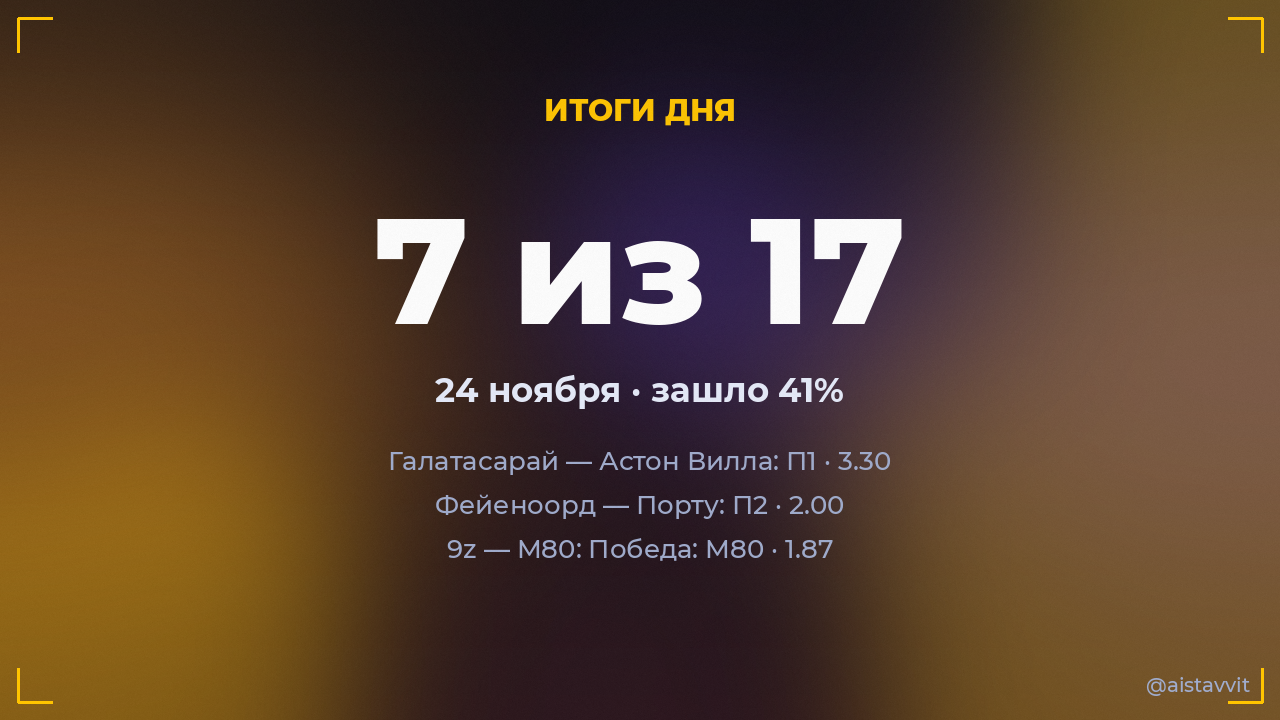 ИТОГИ ДНЯ
7 из 17
24 ноября · зашло 41%
Галатасарай — Астон Вилла: П1 · 3.30
Фейеноорд — Порту: П2 · 2.00
9z — M80: Победа: M80 · 1.87
@aistavvit